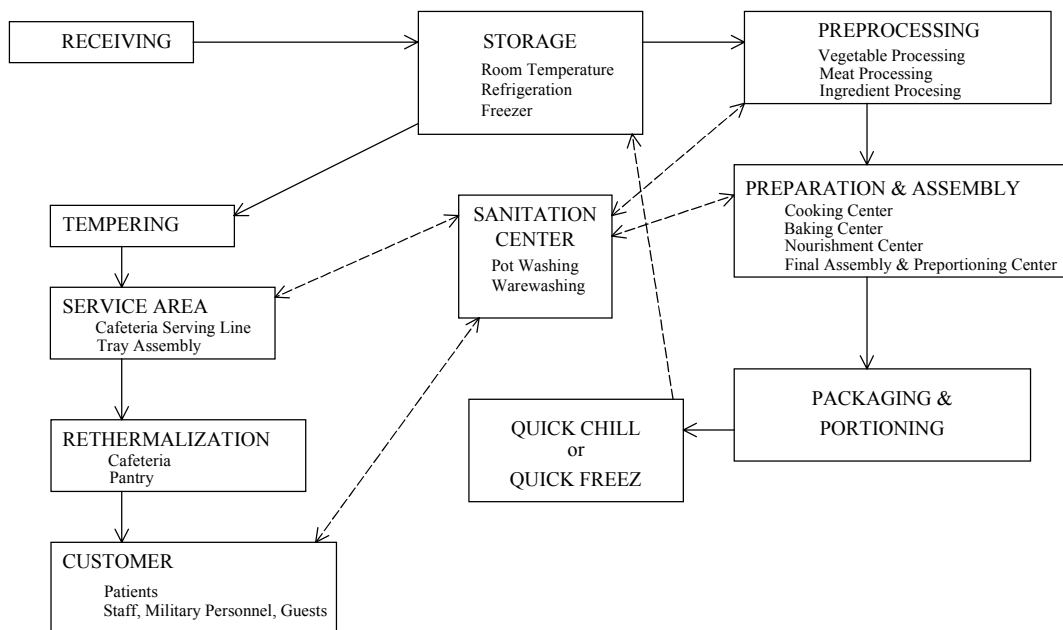 RECEIVING
STORAGE
Room Temperature
Refrigeration
Freezer
PREPROCESSING
Vegetable Processing
Meat Processing
Ingredient Procesing
PREPARATION & ASSEMBLY
Cooking Center
Baking Center
Nourishment Center
Final Assembly & Preportioning Center
PACKAGING &
PORTIONING
QUICK CHILL
or
QUICK FREEZ
SANITATION
CENTER
Pot Washing
Warewashing
TEMPERING
SERVICE AREA
Cafeteria Serving Line
Tray Assembly
RETHERMALIZATION
Cafeteria
Pantry
CUSTOMER
Patients
Staff, Military Personnel, Guests